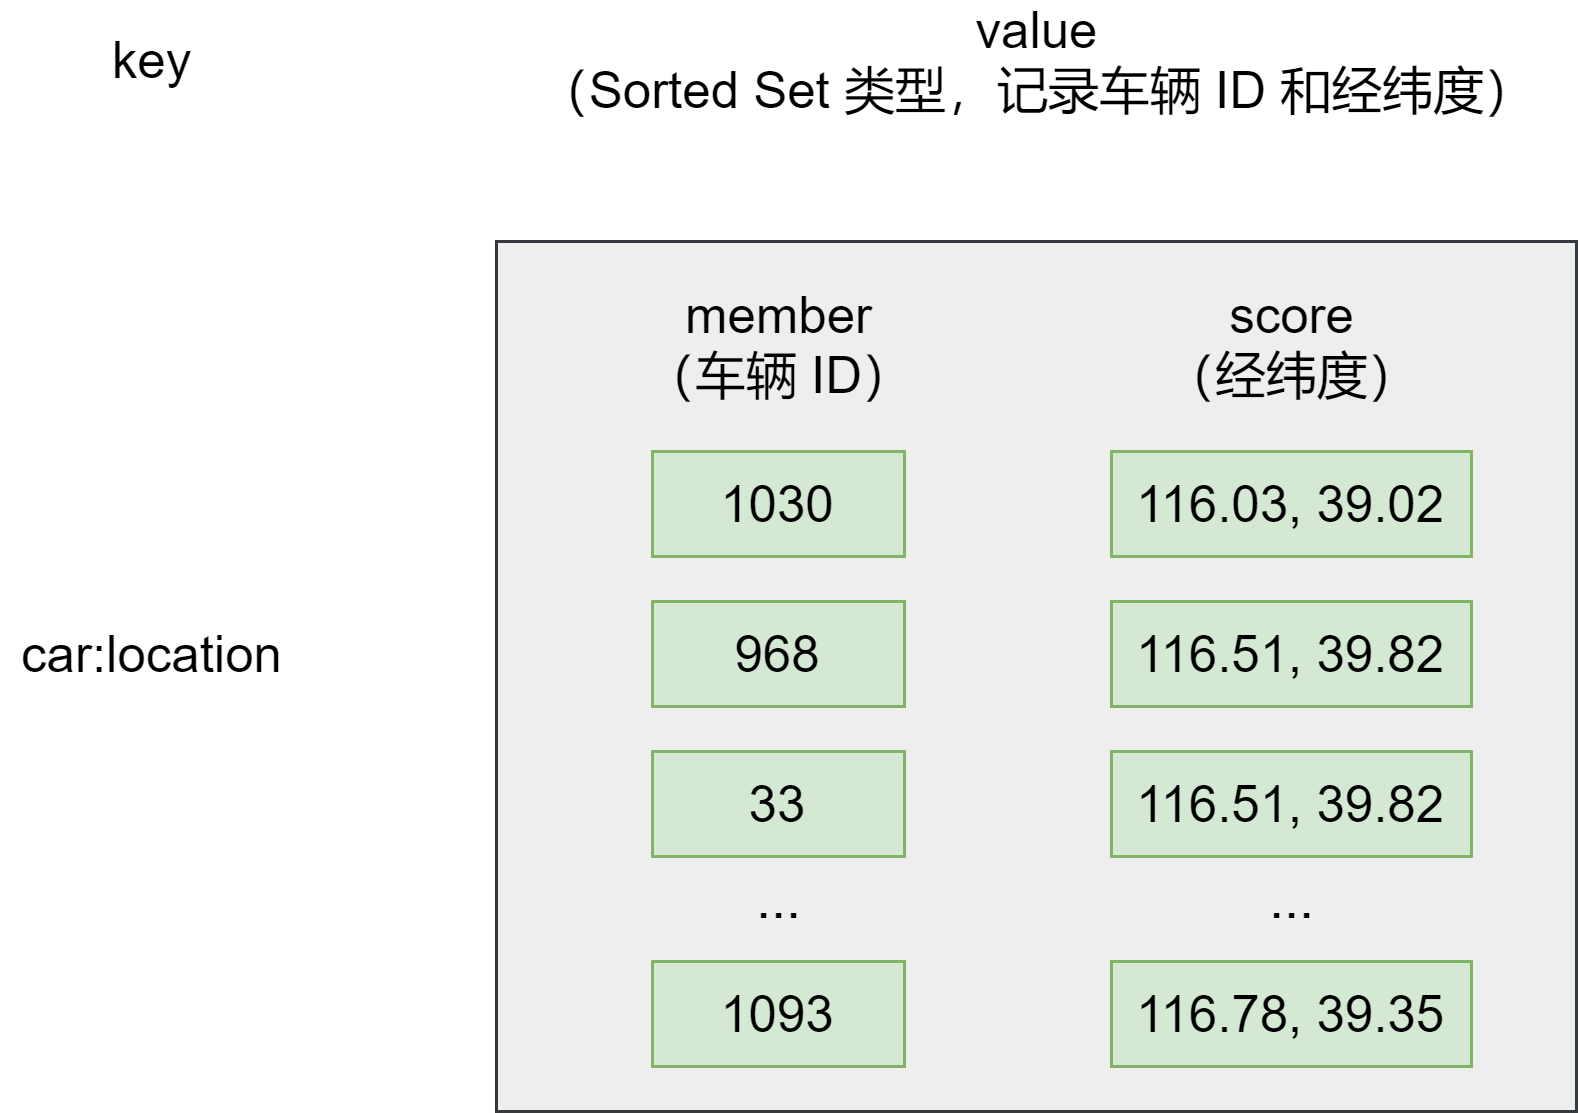 key
value
（Sorted Set 类型，记录车辆 ID 和经纬度）
member
（车辆 ID）
score
（经纬度）
1030
116.03, 39.02
968
116.51, 39.82
car:location
33
116.51, 39.82
...
...
1093
116.78, 39.35